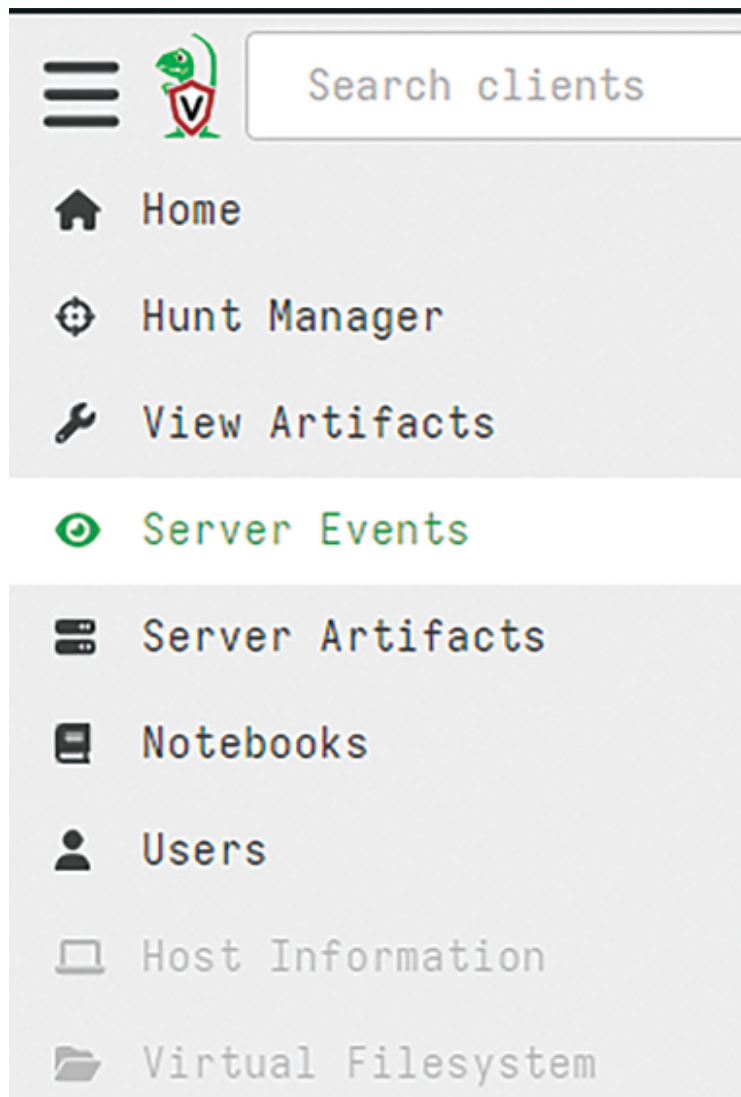 V
Search clients
Home
Hunt Manager
View Artifacts
Server Events
Server Artifacts
Notebooks
Users
Host Information
Virtual Filesystem